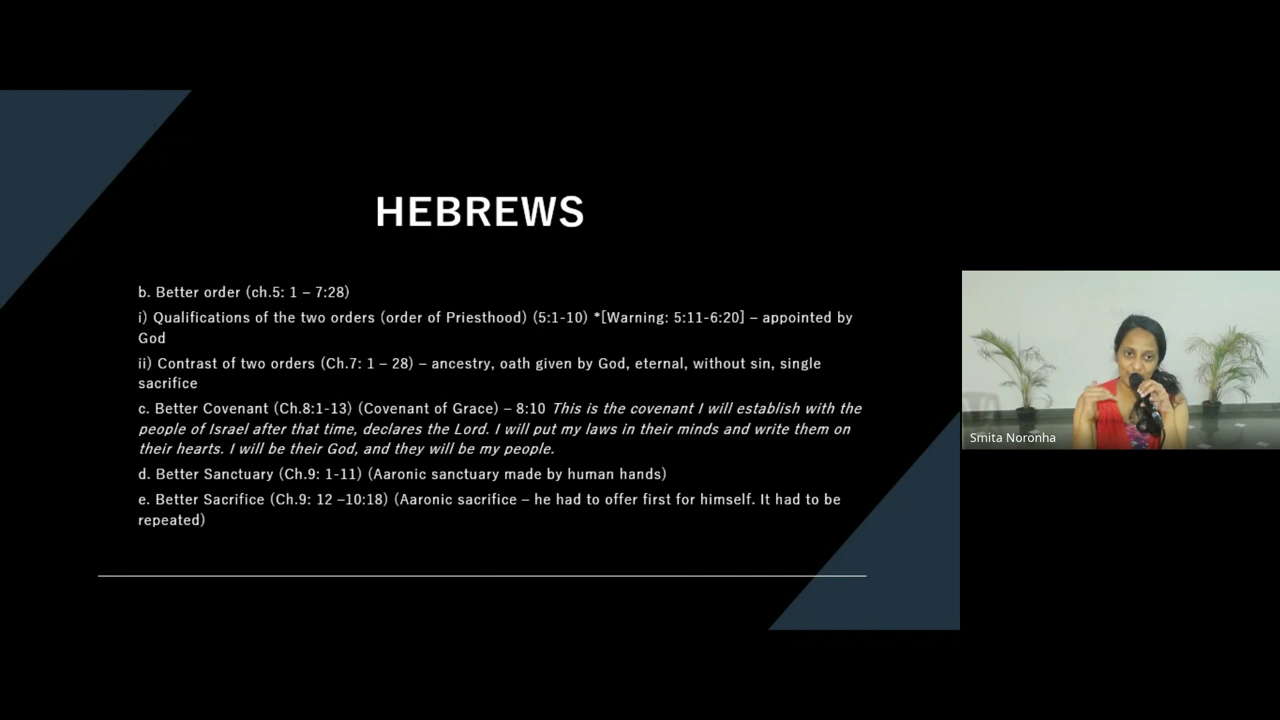 HEBREWS
b. Better order (ch.5: 1 – 7:28)
i) Qualifications of the two orders (order of Priesthood) (5:1-10) *[Warning: 5:11-6:20] – appointed by
God
ii) Contrast of two orders (Ch.7: 1 – 28) – ancestry, oath given by God, eternal, without sin, single
sacrifice
c. Better Covenant (Ch.8:1-13) (Covenant of Grace) – 8:10 This is the covenant I will establish with the
people of Israel after that time, declares the Lord. I will put my laws in their minds and write them on
their hearts. I will be their God, and they will be my people.
d. Better Sanctuary (Ch.9: 1-11) (Aaronic sanctuary made by human hands)
e. Better Sacrifice (Ch.9: 12 –10:18) (Aaronic sacrifice – he had to offer first for himself. It had to be
repeated)
Smita Noronha